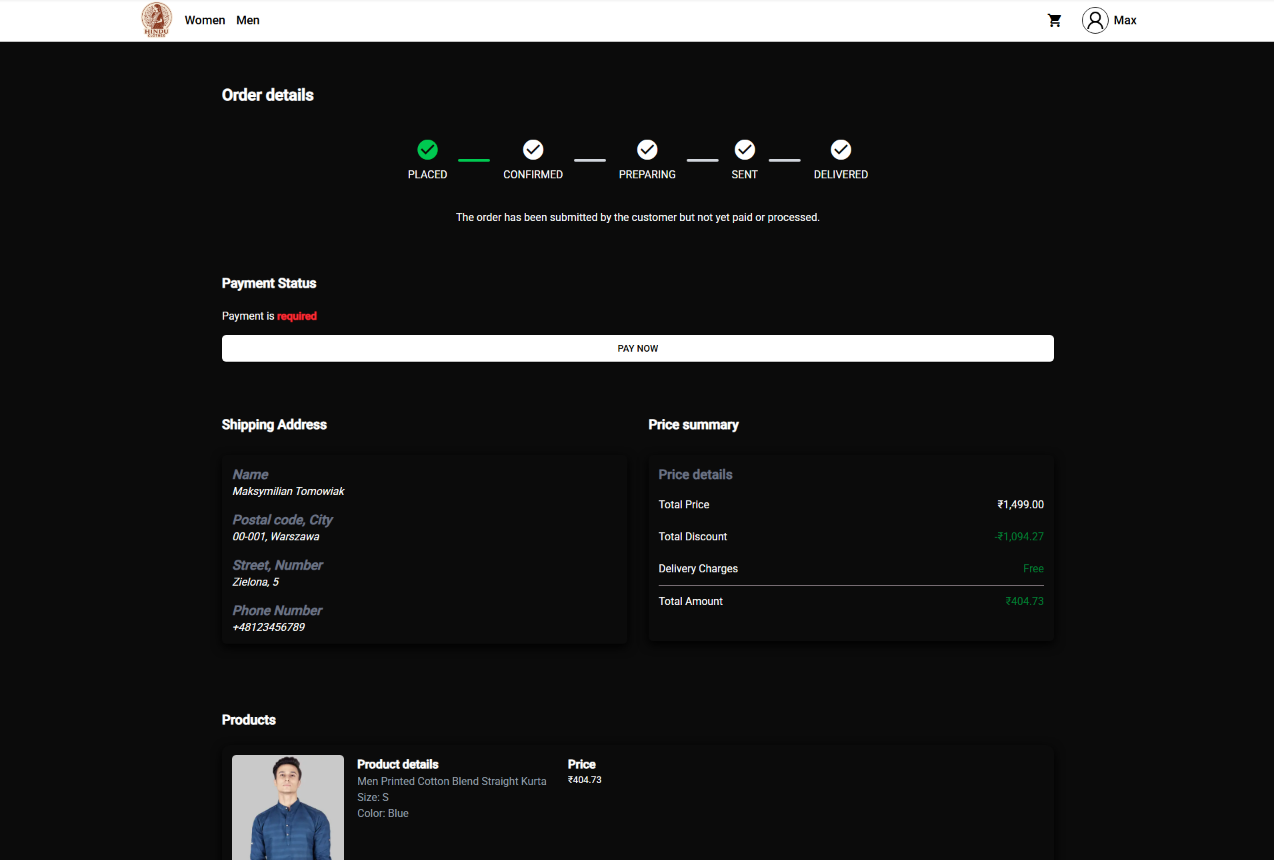 HINDU
CLOTHES
Women Men
Max
Order details
PLACED CONFIRMED PREPARING SENT DELIVERED
The order has been submitted by the customer but not yet paid or processed.
Payment Status
Payment is required
PAY NOW
Shipping Address
Name
Maksymilian Tomowiak
Postal code, City
00-001, Warszawa
Street, Number
Zielona, 5
Phone Number
+48123456789
Price summary
Price details
Total Price ₹1,499.00
Total Discount -₹1,094.27
Delivery Charges Free
Total Amount ₹404.73
Products
Product details
Men Printed Cotton Blend Straight Kurta
Size: S
Color: Blue
Price
₹404.73